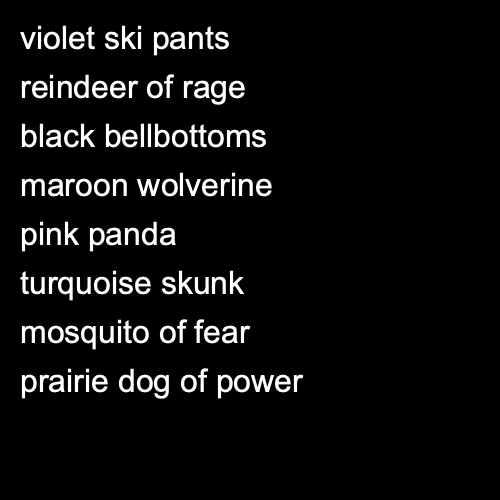 violet ski pants
reindeer of rage
black bellbottoms
maroon wolverine
pink panda
turquoise skunk
mosquito of fear
prairie dog of power